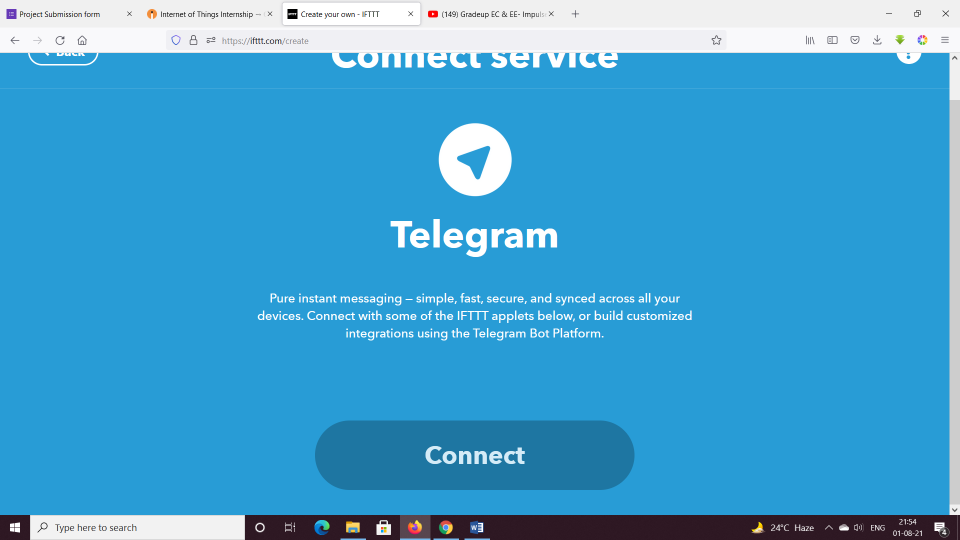 Project Submission form
Internet of Things Internship —
Create your own - IFTTT
(149) Gradeup EC & EE- Impuls
https://ifttt.com/create
Back
Connect service
Telegram
Pure instant messaging — simple, fast, secure, and synced across all your
devices. Connect with some of the IFTTT applets below, or build customized
integrations using the Telegram Bot Platform.
Connect
Type here to search
24°C Haze
ENG
21:54
01-08-21
4